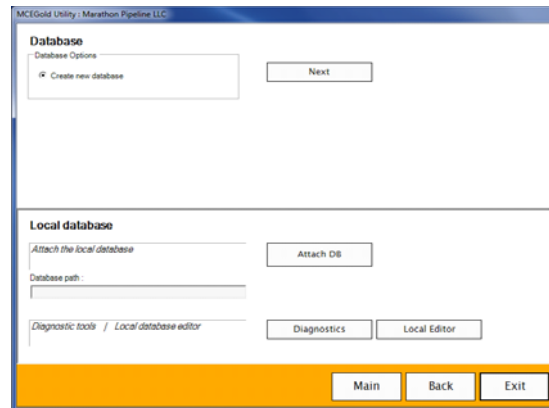 MCEGold Utility : Marathon Pipeline LLC
Database
Database Options
Create new database
Next
Local database
Attach the local database
Attach DB
Database path :
Diagnostic tools / Local database editor
Diagnostics
Local Editor
Main
Back
Exit